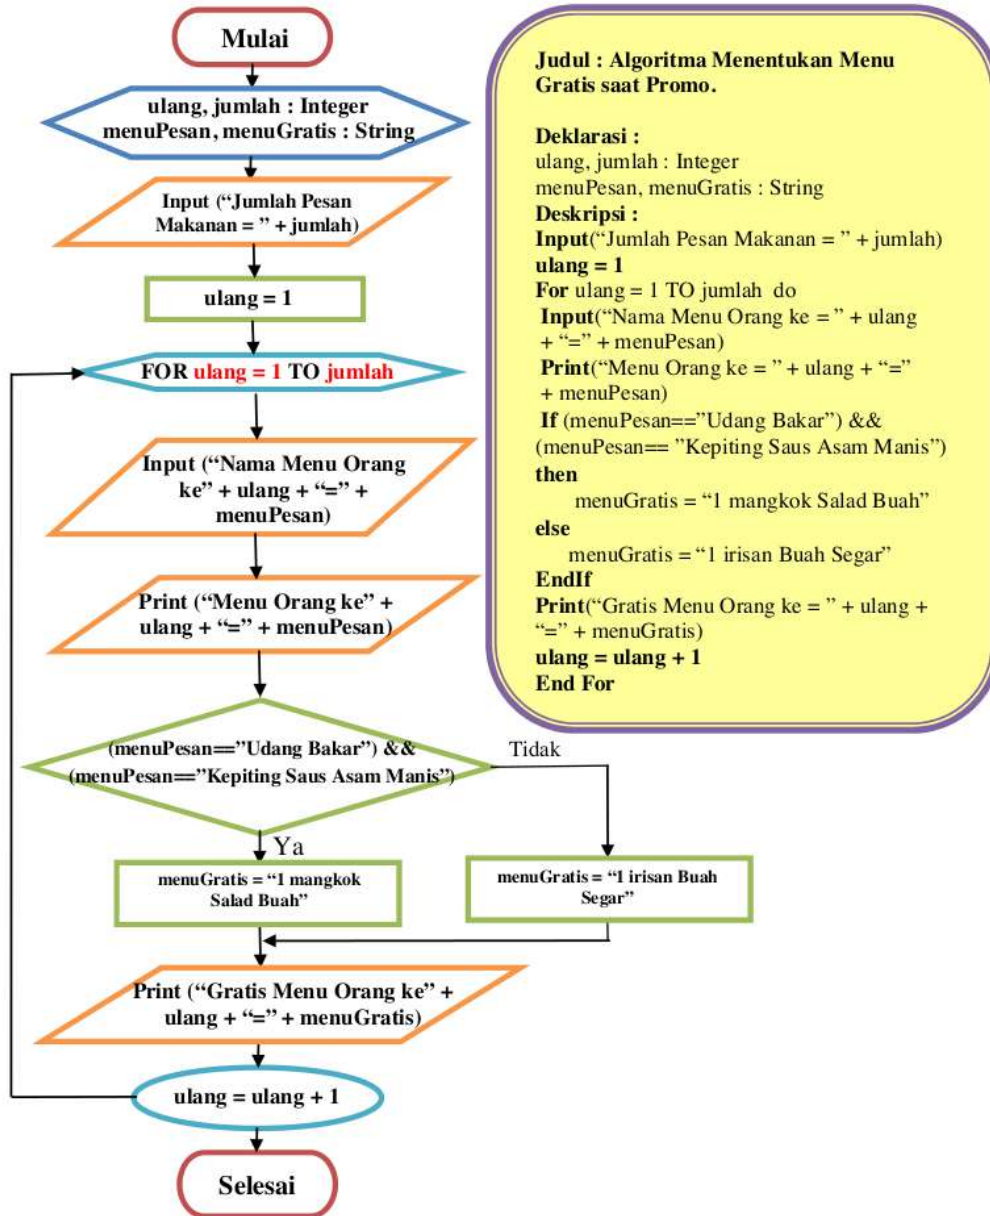 Mulai
ulang, jumlah : Integer
menuPesan, menuGratis : String
Input (“Jumlah Pesan
Makanan = ” + jumlah)
ulang = 1
FOR ulang = 1 TO jumlah
Input (“Nama Menu Orang
ke” + ulang + “=” +
menuPesan)
Print (“Menu Orang ke” +
ulang + “=” + menuPesan)
(menuPesan==”Udang Bakar”) &&
(menuPesan==”Kepiting Saus Asam Manis”)
Tidak
Ya
menuGratis = “1 mangkok
Salad Buah”
menuGratis = “1 irisan Buah
Segar”
Print (“Gratis Menu Orang ke” +
ulang + “=” + menuGratis)
ulang = ulang + 1
Selesai
Judul : Algoritma Menentukan Menu
Gratis saat Promo.
Deklarasi :
ulang, jumlah : Integer
menuPesan, menuGratis : String
Deskripsi :
Input(“Jumlah Pesan Makanan = ” + jumlah)
ulang = 1
For ulang = 1 TO jumlah do
Input(“Nama Menu Orang ke = ” + ulang
+ “=” + menuPesan)
Print(“Menu Orang ke = ” + ulang + “=”
+ menuPesan)
If (menuPesan==”Udang Bakar”) &&
(menuPesan== ”Kepiting Saus Asam Manis”)
then
menuGratis = “1 mangkok Salad Buah”
else
menuGratis = “1 irisan Buah Segar”
EndIf
Print(“Gratis Menu Orang ke = ” + ulang +
“=” + menuGratis)
ulang = ulang + 1
End For